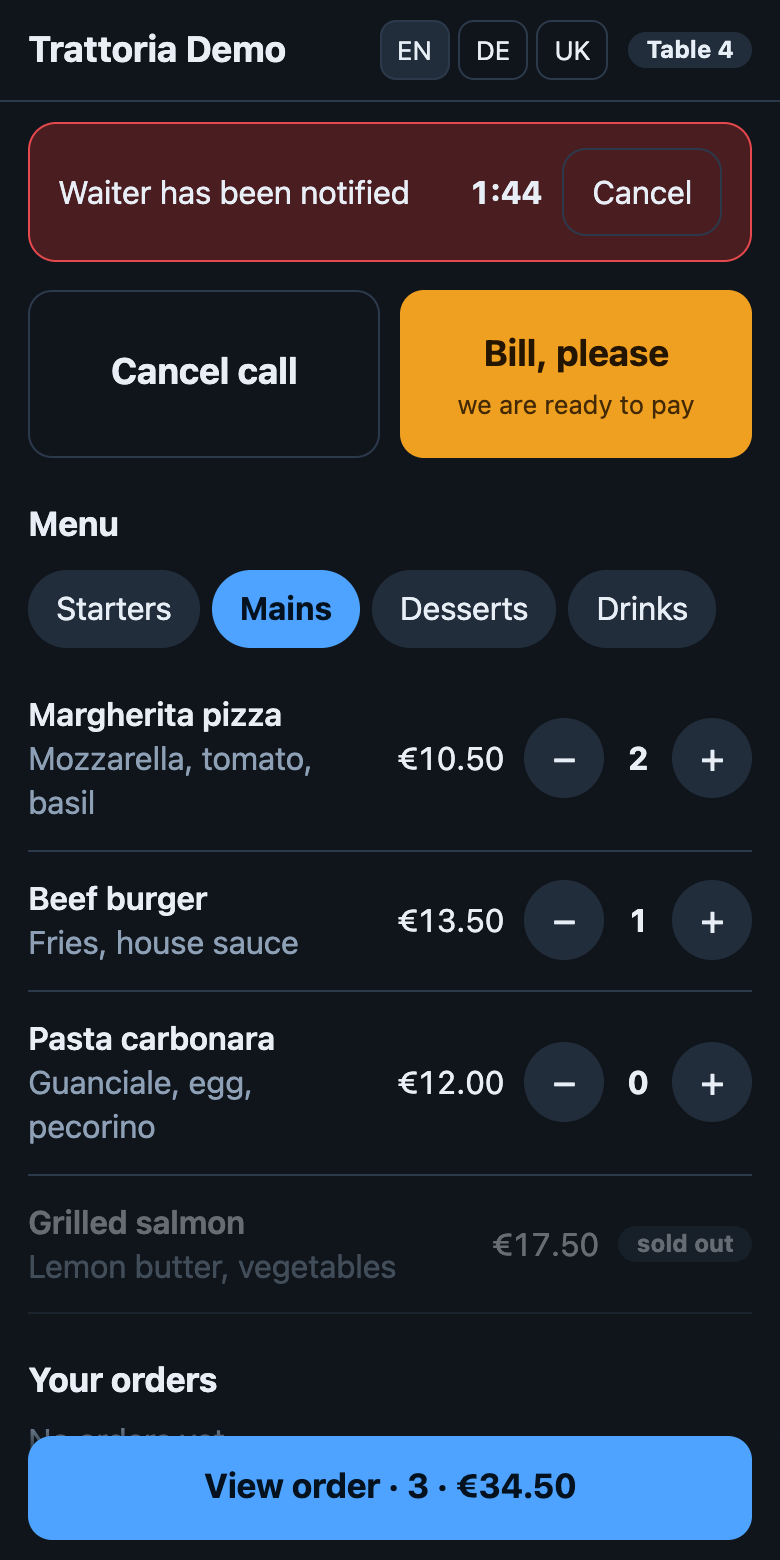 Trattoria Demo
EN
DE
UK
Table 4
Waiter has been notified
1:44
Cancel
Cancel call
Bill, please
we are ready to pay
Menu
Starters
Mains
Desserts
Drinks
Margherita pizza
Mozzarella, tomato,
basil
€10.50
−
2
+
Beef burger
Fries, house sauce
€13.50
−
1
+
Pasta carbonara
Guanciale, egg,
pecorino
€12.00
−
0
+
Grilled salmon
Lemon butter, vegetables
€17.50
sold out
Your orders
No orders yet
View order · 3 · €34.50